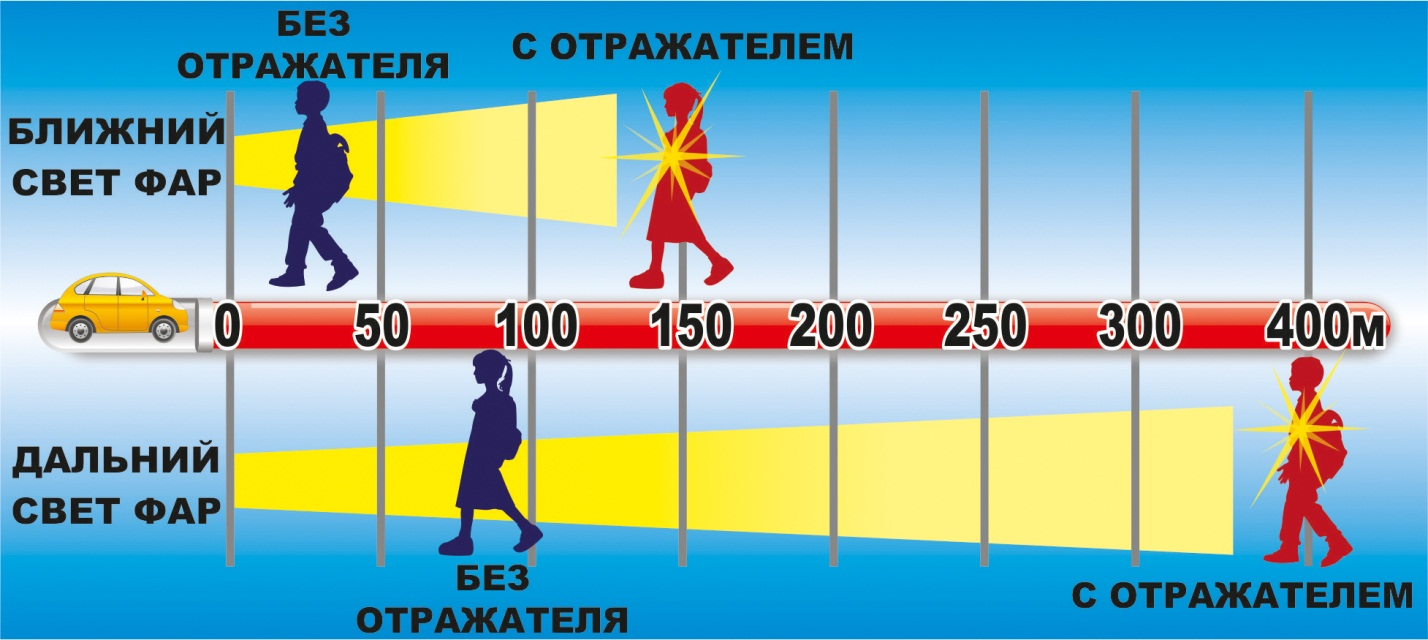 БЕЗ
ОТРАЖАТЕЛЯ
С ОТРАЖАТЕЛЕМ
БЛИЖНИЙ
СВЕТ ФАР
0 50 100 150 200 250 300 400м
ДАЛЬНИЙ
СВЕТ ФАР
БЕЗ
ОТРАЖАТЕЛЯ
С ОТРАЖАТЕЛЕМ